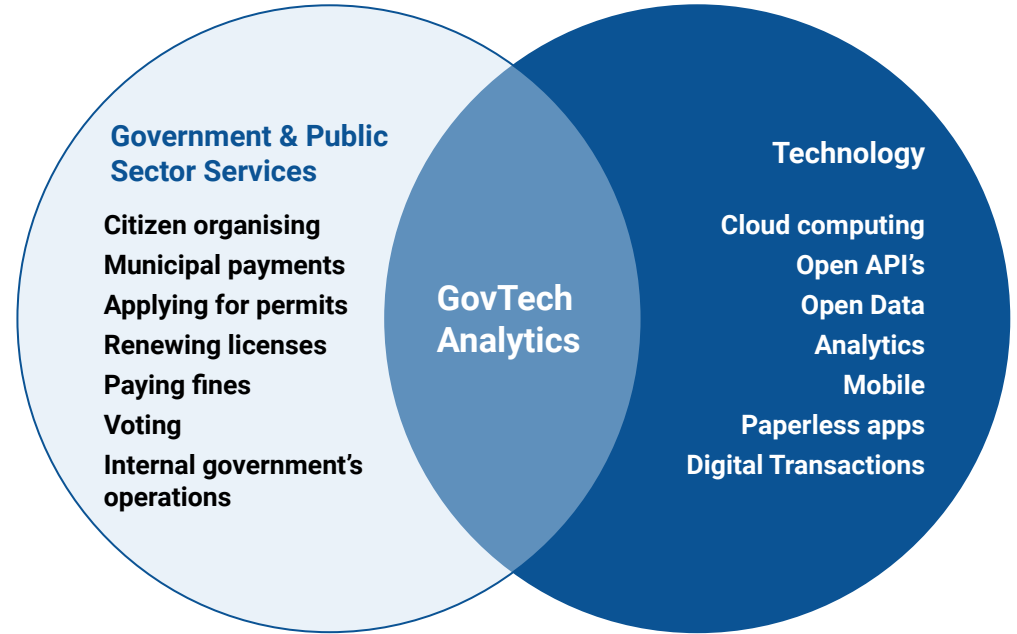 Government & Public
Sector Services
Citizen organising
Municipal payments
Applying for permits
Renewing licenses
Paying fines
Voting
Internal government’s
operations
GovTech
Analytics
Technology
Cloud computing
Open API’s
Open Data
Analytics
Mobile
Paperless apps
Digital Transactions